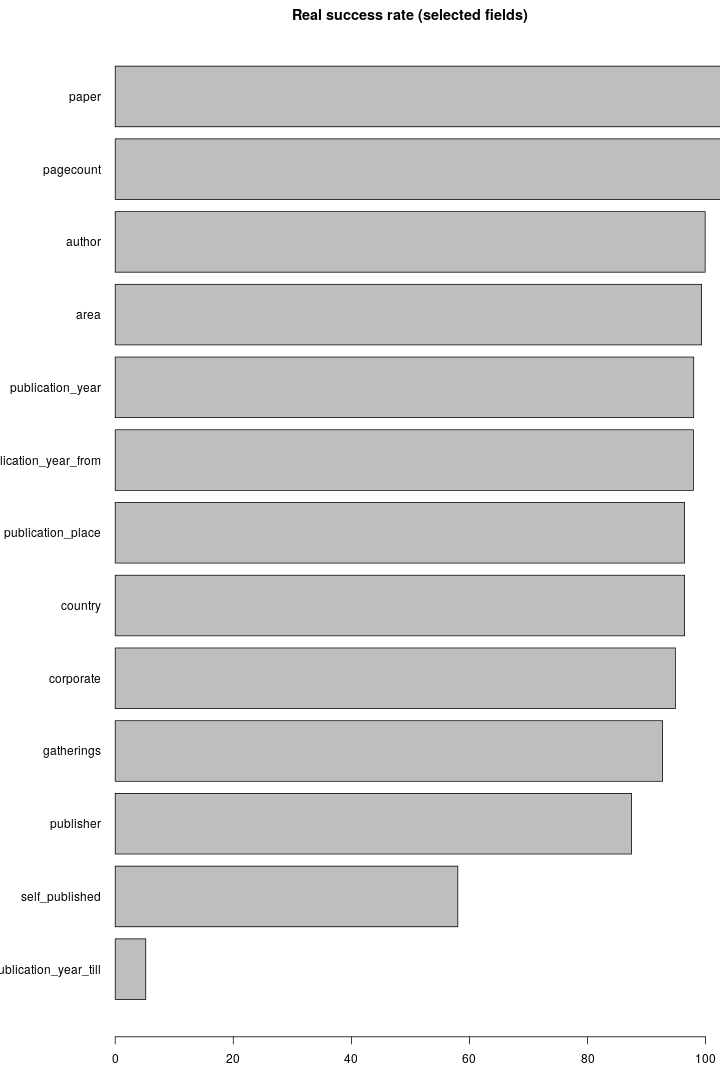 Real success rate (selected fields)
paper
pagecount
author
area
publication_year
lication_year_from
publication_place
country
corporate
gatherings
publisher
self_published
ublication_year_till
0 20 40 60 80 100